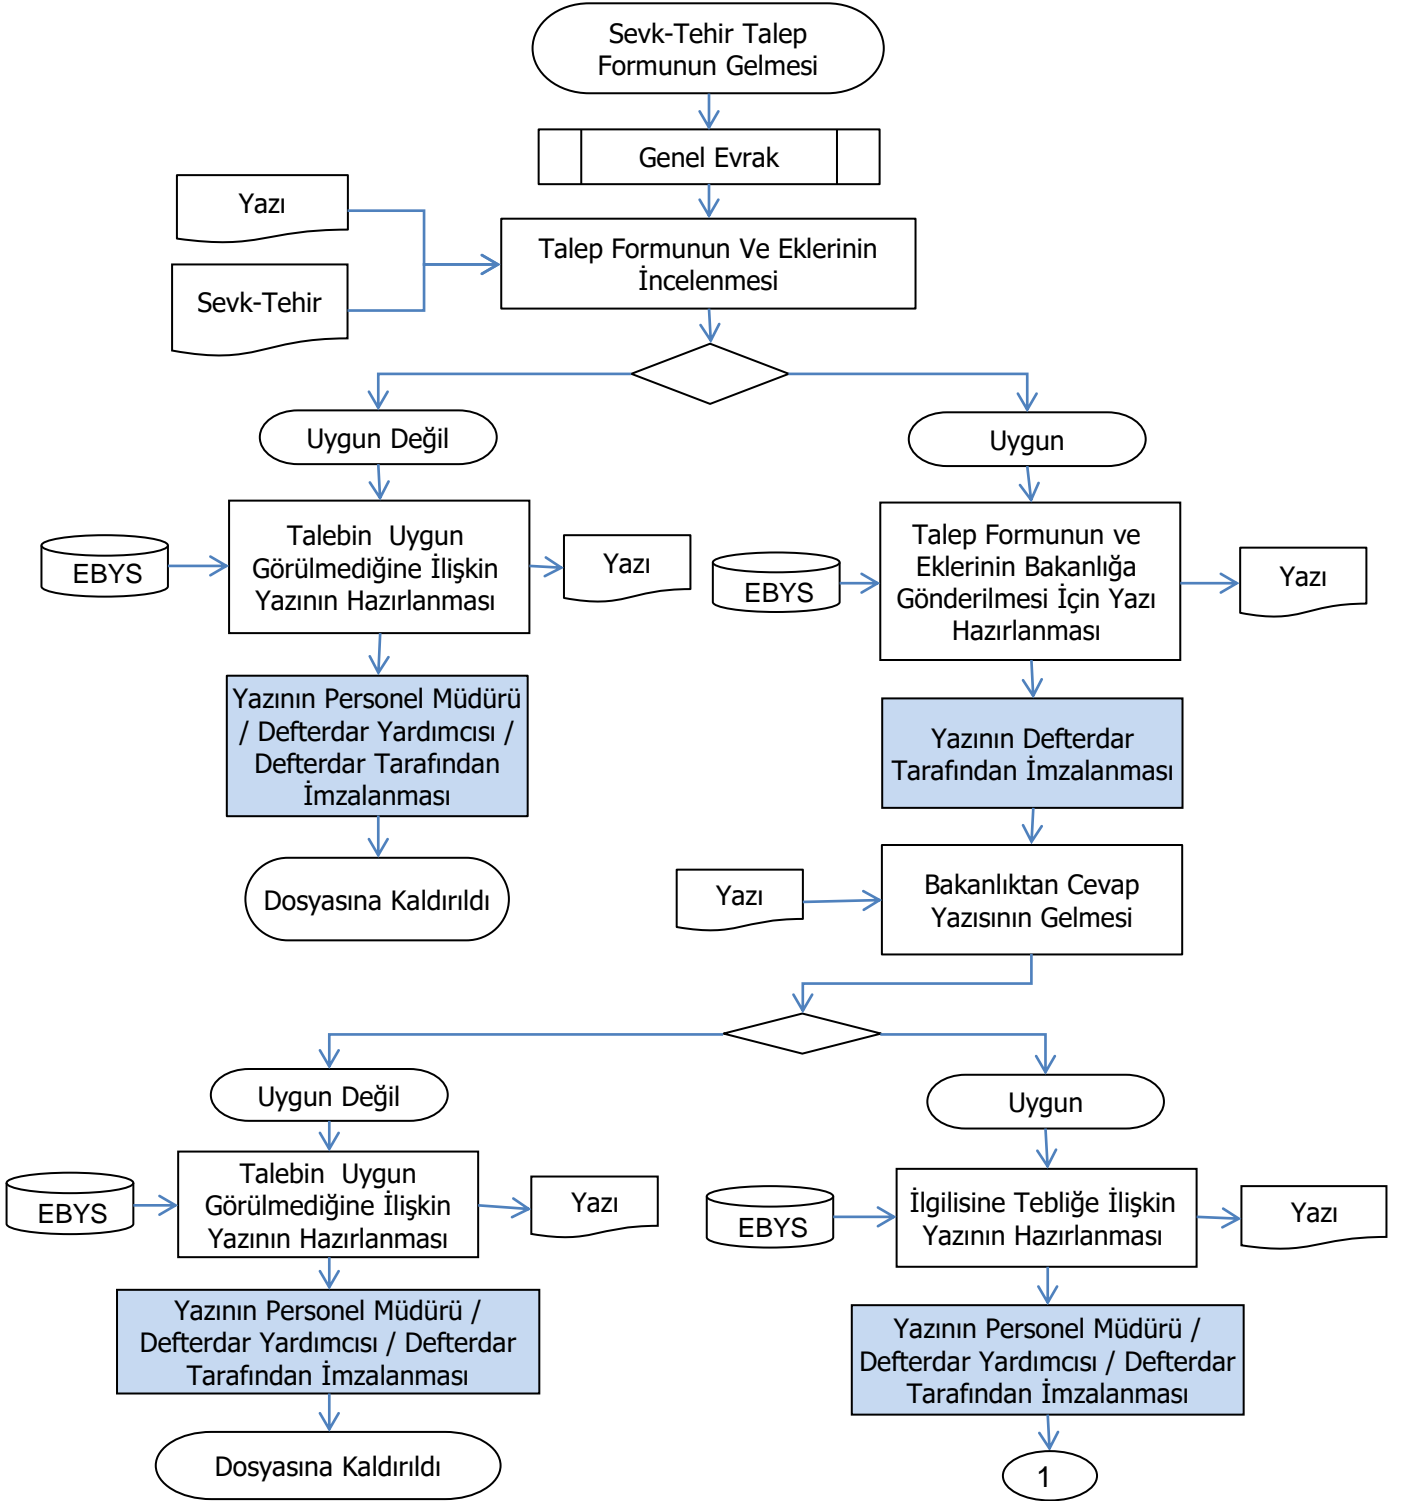 Sevk-Tehir Talep
Formunun Gelmesi
Genel Evrak
Yazı
Talep Formunun Ve Eklerinin
İncelenmesi
Sevk-Tehir
Uygun Değil
Uygun
EBYS
Talebin  Uygun
Görülmediğine İlişkin
Yazının Hazırlanması
Yazı
EBYS
Talep Formunun ve
Eklerinin Bakanlığa
Gönderilmesi İçin Yazı
Hazırlanması
Yazı
Yazının Personel Müdürü
/ Defterdar Yardımcısı /
Defterdar Tarafından
İmzalanması
Yazının Defterdar
Tarafından İmzalanması
Dosyasına Kaldırıldı
Yazı
Bakanlıktan Cevap
Yazısının Gelmesi
Uygun Değil
Uygun
EBYS
Talebin  Uygun
Görülmediğine İlişkin
Yazının Hazırlanması
Yazı
EBYS
İlgilisine Tebliğe İlişkin
Yazının Hazırlanması
Yazı
Yazının Personel Müdürü /
Defterdar Yardımcısı / Defterdar
Tarafından İmzalanması
Yazının Personel Müdürü /
Defterdar Yardımcısı / Defterdar
Tarafından İmzalanması
Dosyasına Kaldırıldı
1